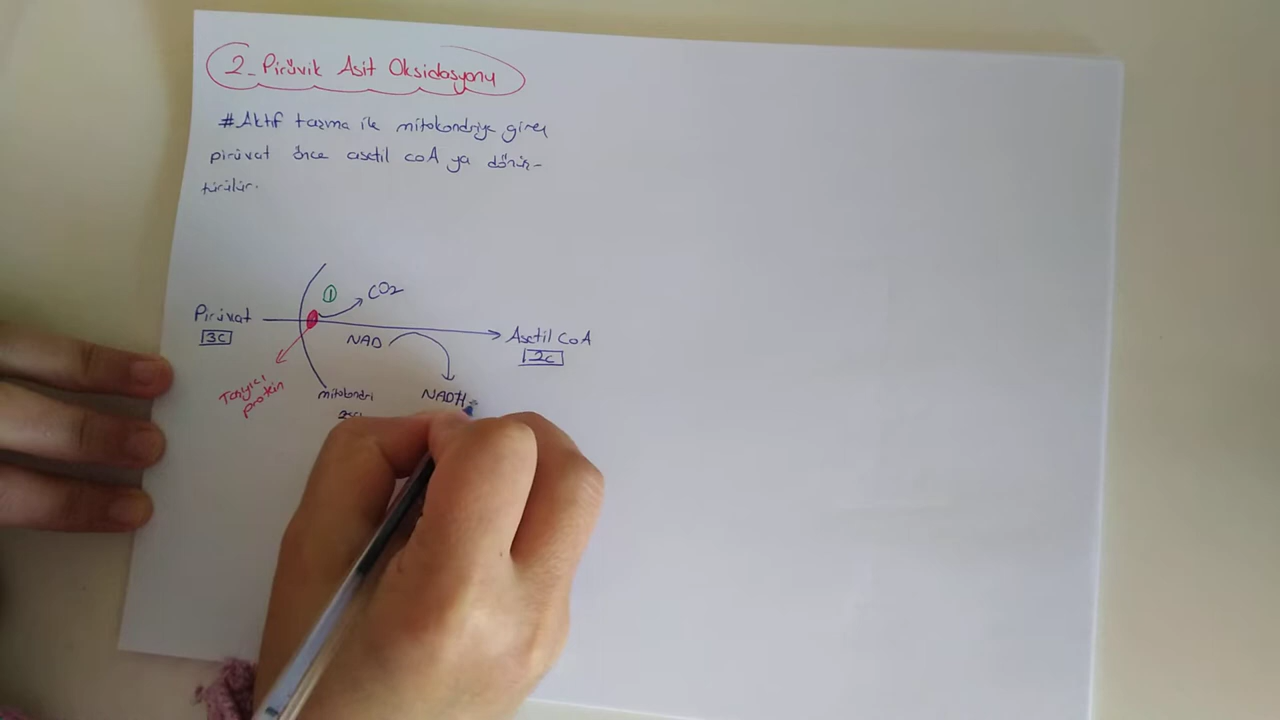 2- Pirüvik Asit Oksidasyonu
#Aktif taşıma ile mitokondriye giren
pirüvat önce asetil CoA ya dönüş-
türülür.
① CO2
Pirüvat
3C
NAD
Asetil CoA
2C
Taşıyıcı
protein
mitokondri
NADH